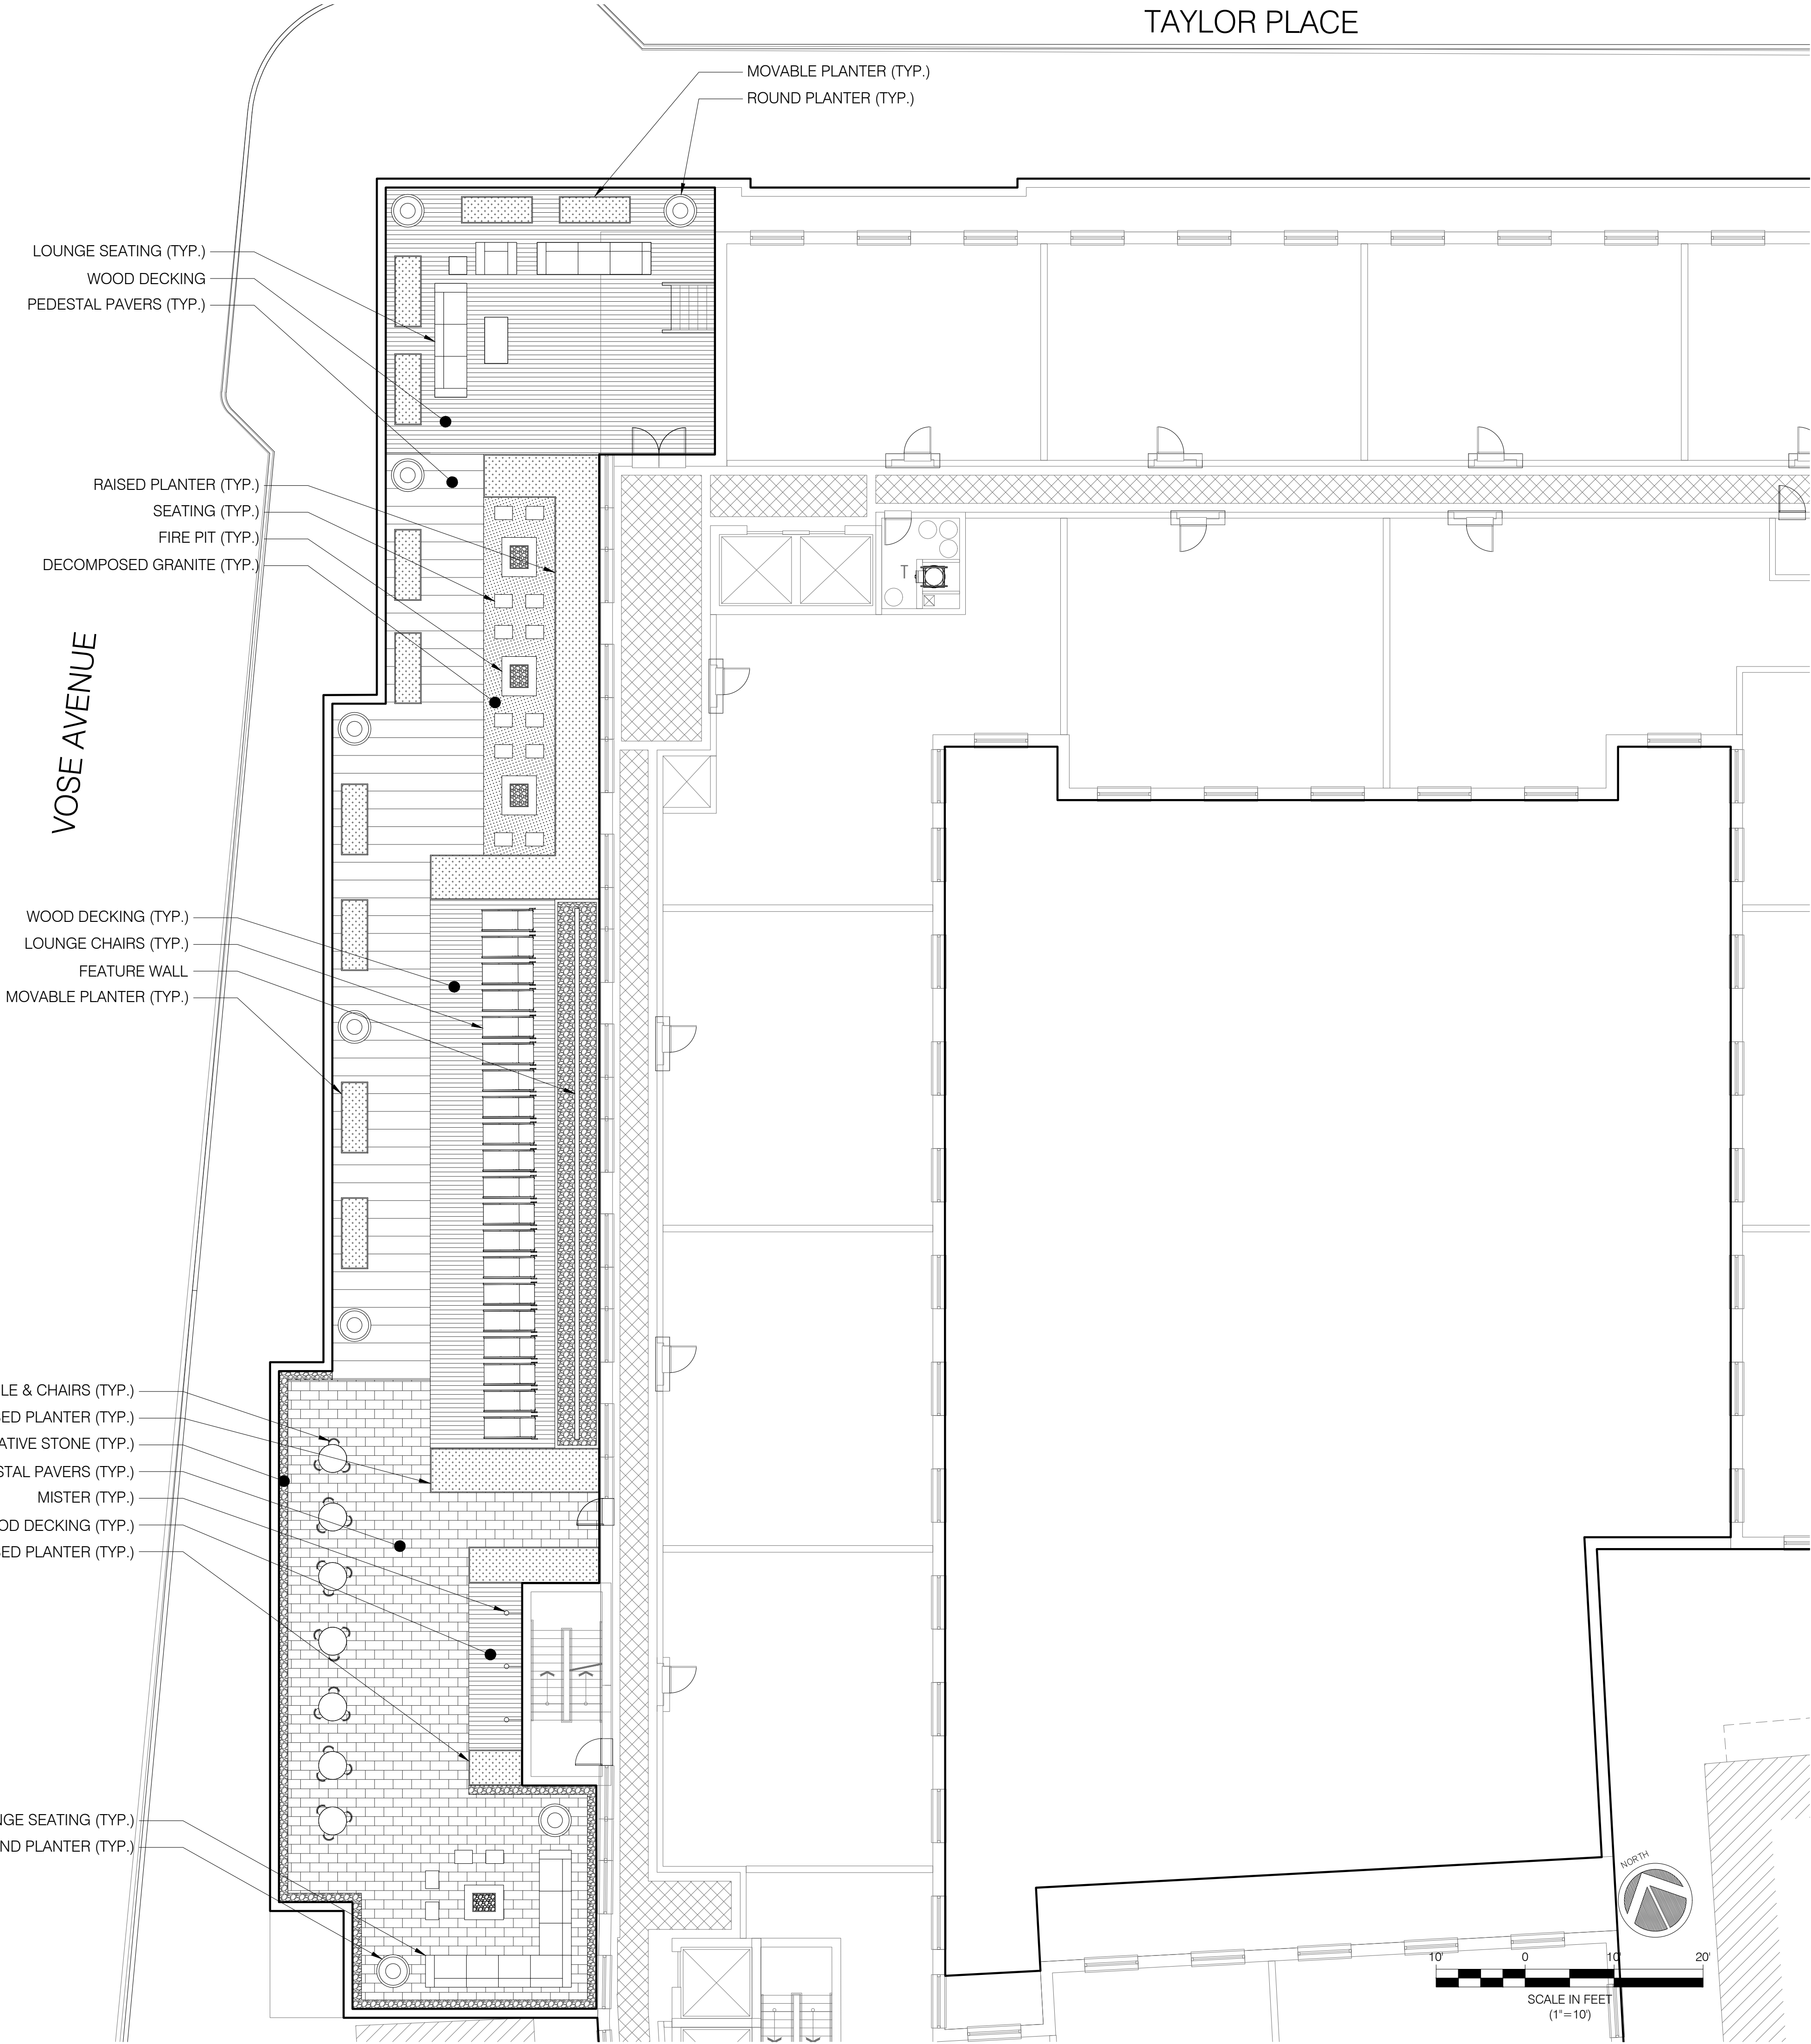 TAYLOR PLACE
MOVABLE PLANTER (TYP.)
ROUND PLANTER (TYP.)
LOUNGE SEATING (TYP.)
WOOD DECKING
PEDESTAL PAVERS (TYP.)
RAISED PLANTER (TYP.)
SEATING (TYP.)
FIRE PIT (TYP.)
DECOMPOSED GRANITE (TYP.)
T
VOSE AVENUE
WOOD DECKING (TYP.)
LOUNGE CHAIRS (TYP.)
FEATURE WALL
MOVABLE PLANTER (TYP.)
LE & CHAIRS (TYP.)
ED PLANTER (TYP.)
ATIVE STONE (TYP.)
STAL PAVERS (TYP.)
MISTER (TYP.)
OD DECKING (TYP.)
ED PLANTER (TYP.)
NGE SEATING (TYP.)
ND PLANTER (TYP.)
NORTH
10' 0 10' 20'
SCALE IN FEET
(1"=10')